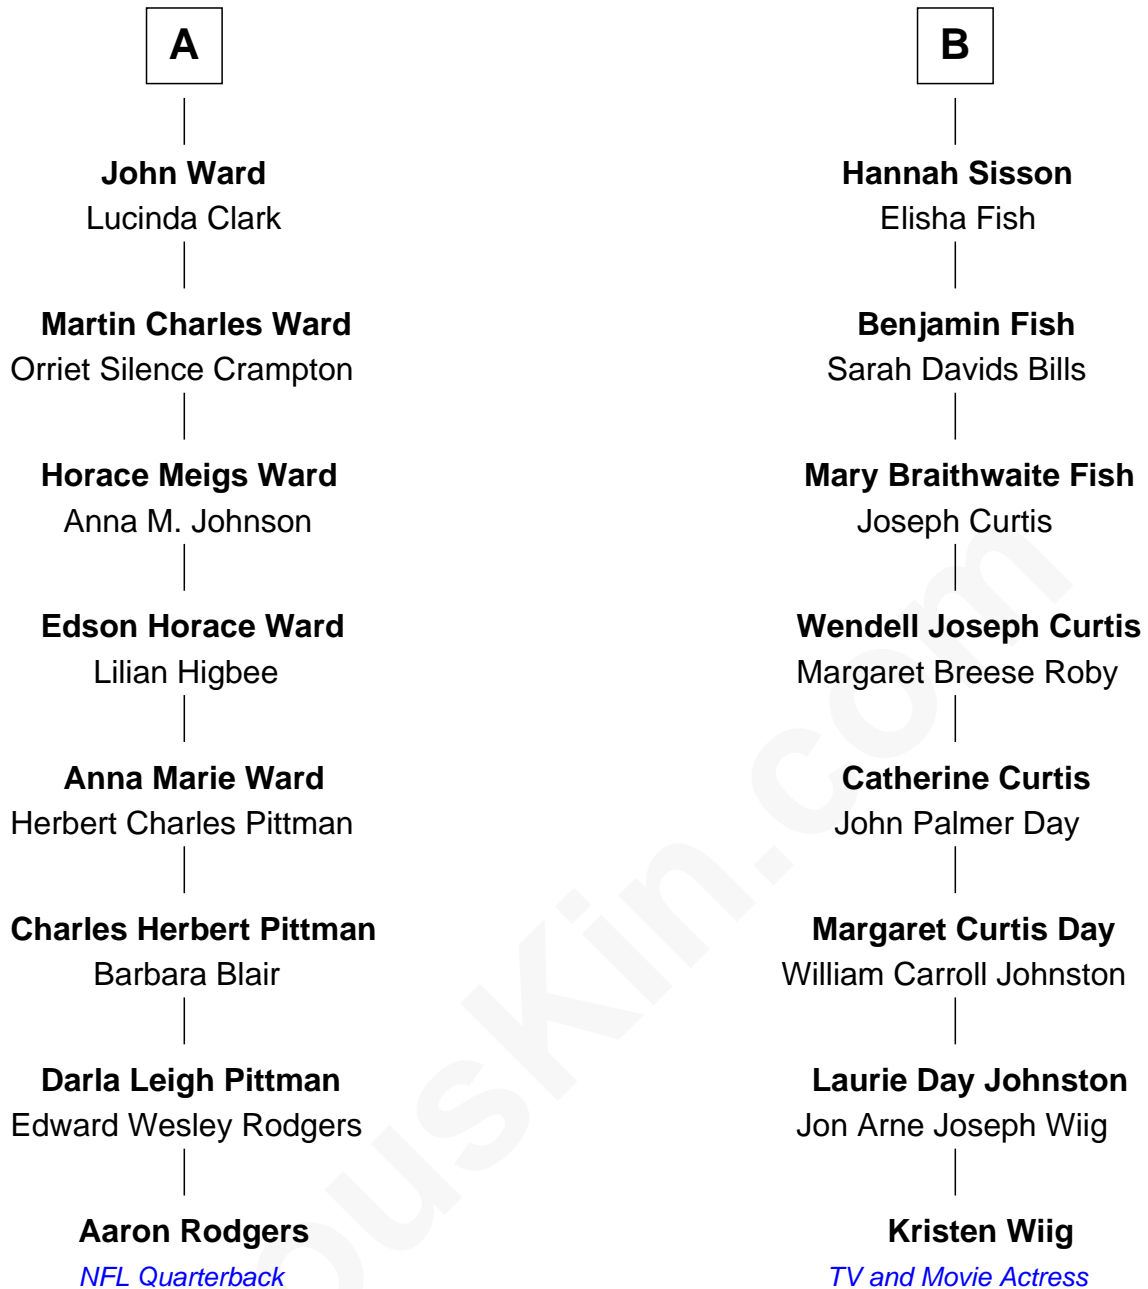 A
John Ward
Lucinda Clark
Martin Charles Ward
Orriet Silence Crampton
Horace Meigs Ward
Anna M. Johnson
Edson Horace Ward
Lilian Higbee
Anna Marie Ward
Herbert Charles Pittman
Charles Herbert Pittman
Barbara Blair
Darla Leigh Pittman
Edward Wesley Rodgers
Aaron Rodgers
NFL Quarterback
B
Hannah Sisson
Elisha Fish
Benjamin Fish
Sarah Davids Bills
Mary Braithwaite Fish
Joseph Curtis
Wendell Joseph Curtis
Margaret Breese Roby
Catherine Curtis
John Palmer Day
Margaret Curtis Day
William Carroll Johnston
Laurie Day Johnston
Jon Arne Joseph Wiig
Kristen Wiig
TV and Movie Actress
ousKin.com